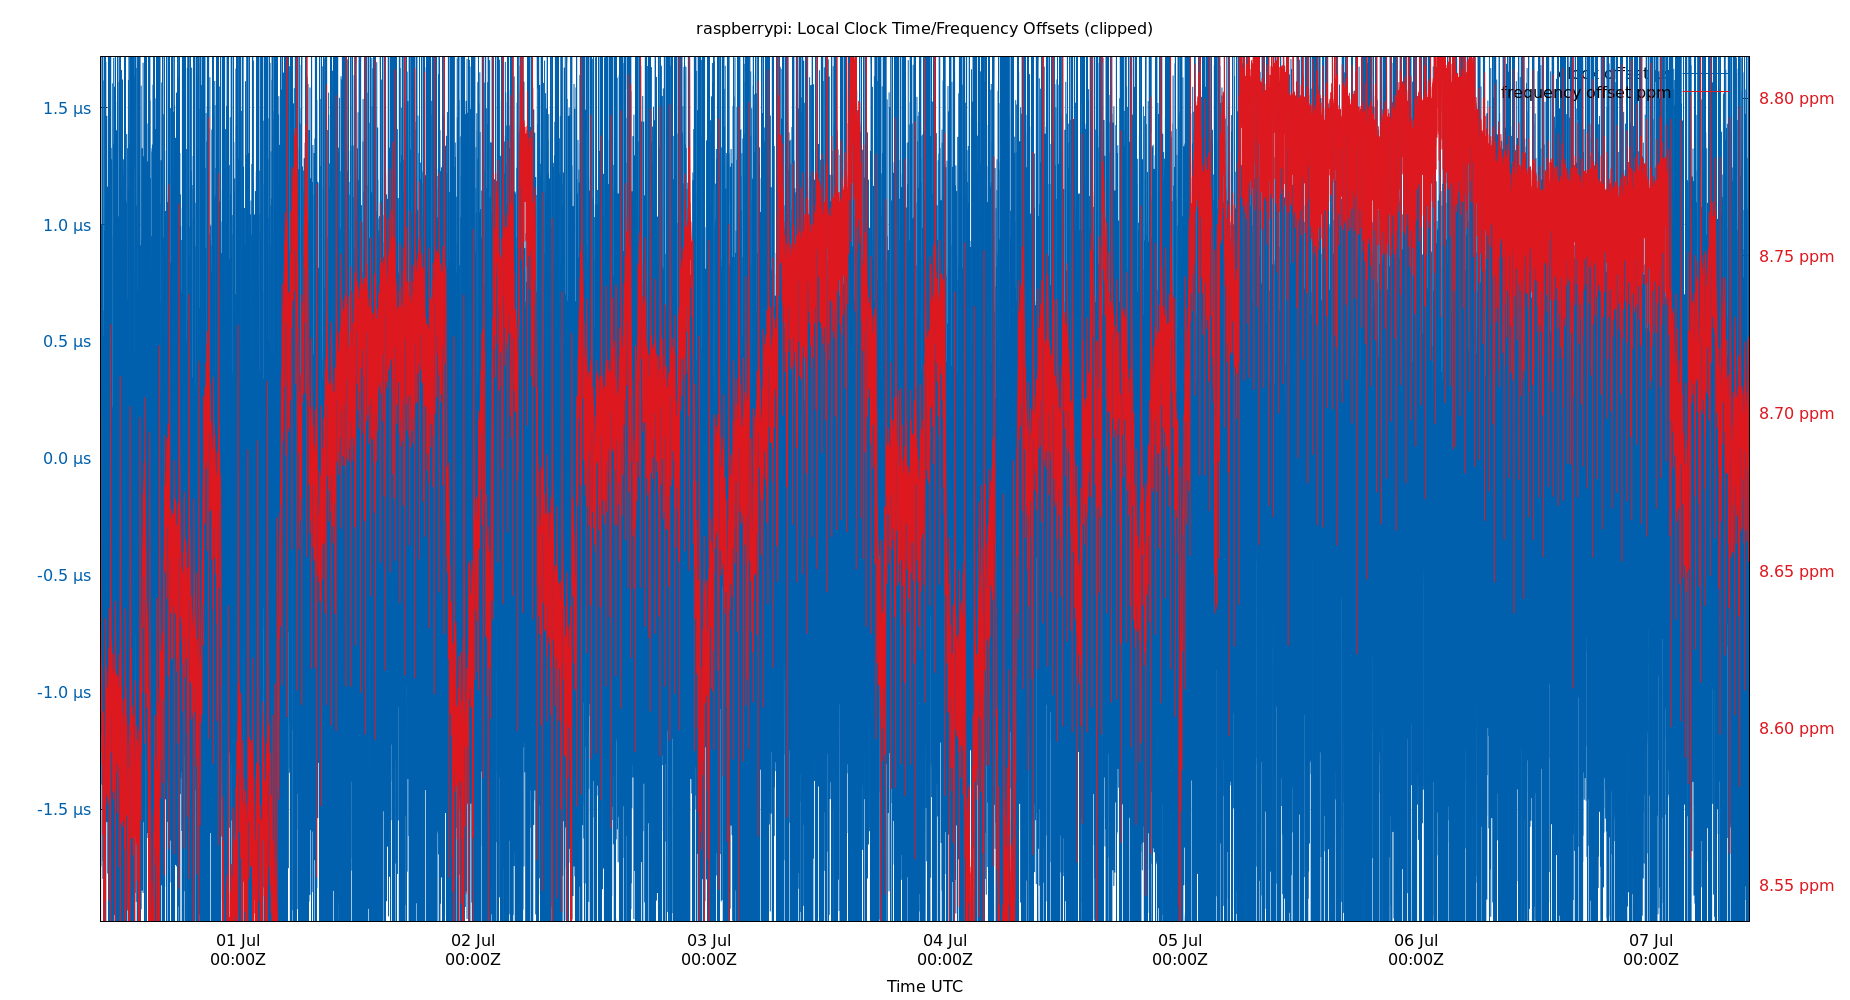 raspberrypi: Local Clock Time/Frequency Offsets (clipped)
clock offset
frequency offset ppm
1.5 µs
1.0 µs
0.5 µs
0.0 µs
-0.5 µs
-1.0 µs
-1.5 µs
8.80 ppm
8.75 ppm
8.70 ppm
8.65 ppm
8.60 ppm
8.55 ppm
01 Jul
00:00Z
02 Jul
00:00Z
03 Jul
00:00Z
04 Jul
00:00Z
05 Jul
00:00Z
06 Jul
00:00Z
07 Jul
00:00Z
Time UTC